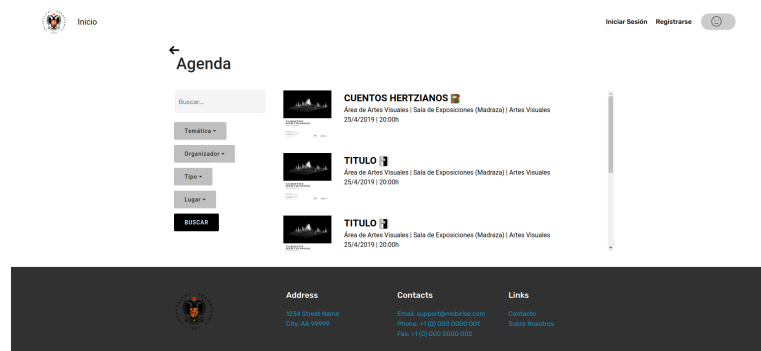 Inicio
Iniciar Sesión Registrarse
Agenda
Buscar...
Temática
Organizador
Tipo
Lugar
BUSCAR
CUENTOS HERTZIANOS
Área de Artes Visuales | Sala de Exposiciones (Madraza) | Artes Visuales
25/4/2019 | 20:00h
TITULO
Área de Artes Visuales | Sala de Exposiciones (Madraza) | Artes Visuales
25/4/2019 | 20:00h
TITULO
Área de Artes Visuales | Sala de Exposiciones (Madraza) | Artes Visuales
25/4/2019 | 20:00h
Address
1234 Street Name
City, AA 99999
Contacts
Email: support@mobirise.com
Phone: +1 (0) 000 0000 001
Fax: +1 (0) 000 0000 002
Links
Contacto
Sobre Nosotros